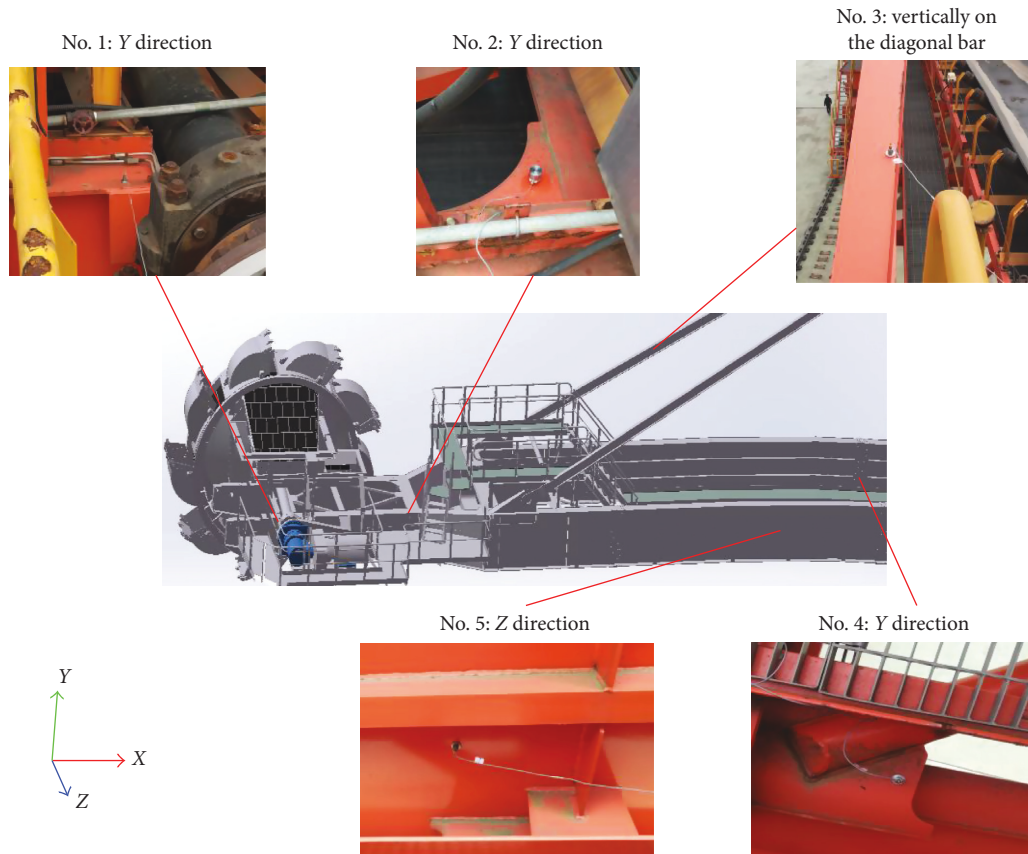 No. 1: Y direction
No. 2: Y direction
No. 3: vertically on
the diagonal bar
No. 5: Z direction
No. 4: Y direction
Y
X
Z